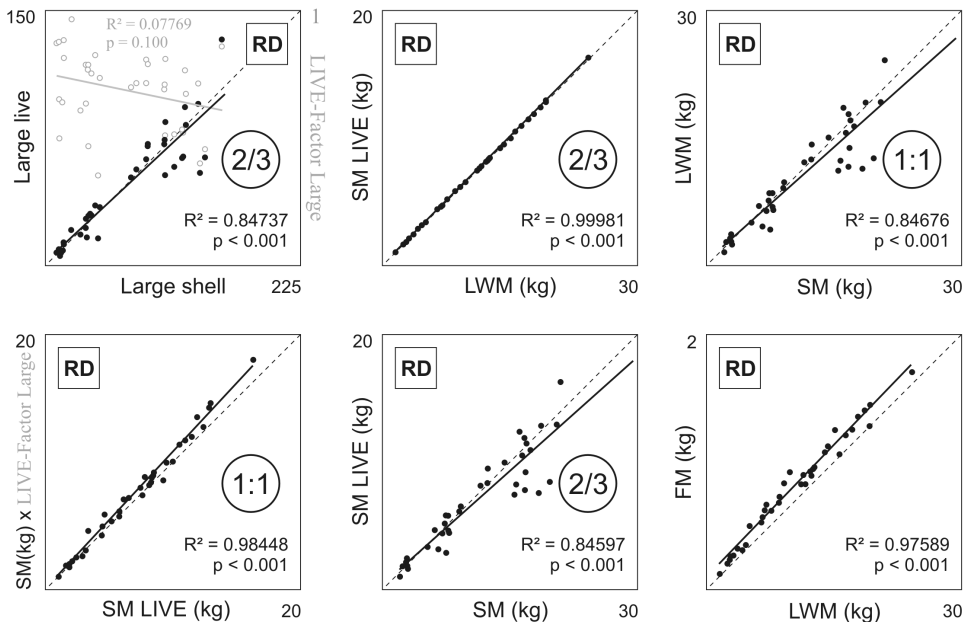 150
R² = 0.07769
p = 0.100
RD
1
Large live
LIVE-Factor Large
2/3
R² = 0.84737
p < 0.001
Large shell
225
20
RD
SM LIVE (kg)
2/3
R² = 0.99981
p < 0.001
LWM (kg)
30
30
RD
LWM (kg)
1:1
R² = 0.84676
p < 0.001
SM (kg)
30
20
RD
SM(kg) x LIVE-Factor Large
1:1
R² = 0.98448
p < 0.001
SM LIVE (kg)
20
20
RD
SM LIVE (kg)
2/3
R² = 0.84597
p < 0.001
SM (kg)
30
2
RD
FM (kg)
R² = 0.97589
p < 0.001
LWM (kg)
30